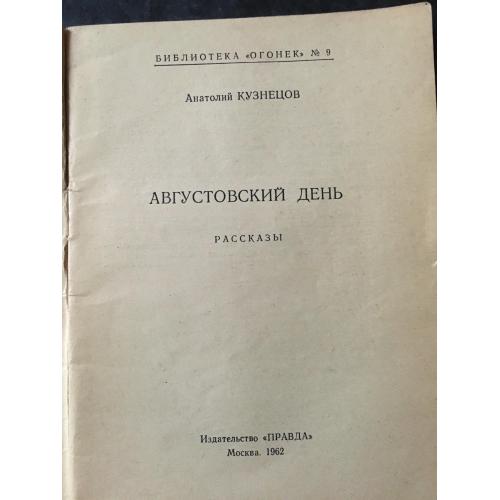 БИБЛИОТЕКА «ОГОНЕК» № 9
Анатолий КУЗНЕЦОВ
АВГУСТОВСКИЙ ДЕНЬ
РАССКАЗЫ
Издательство «ПРАВДА»
Москва. 1962